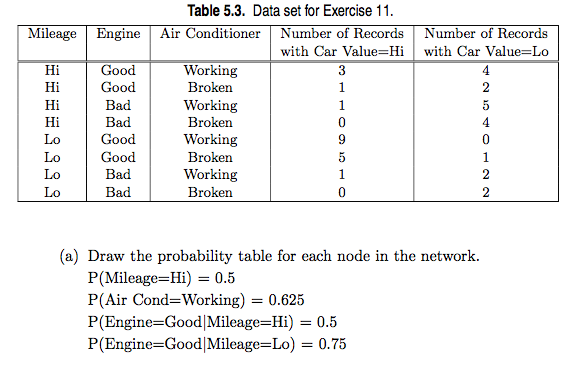 Table 5.3. Data set for Exercise 11.
Mileage Engine Air Conditioner Number of Records Number of Records
with Car Value=Hi with Car Value=Lo
Hi Good Working 3 4
Hi Good Broken 1 2
Hi Bad Working 1 5
Hi Bad Broken 0 4
Lo Good Working 9 0
Lo Good Broken 5 1
Lo Bad Working 1 2
Lo Bad Broken 0 2
(a) Draw the probability table for each node in the network.
P(Mileage=Hi) = 0.5
P(Air Cond=Working) = 0.625
P(Engine=Good|Mileage=Hi) = 0.5
P(Engine=Good|Mileage=Lo) = 0.75